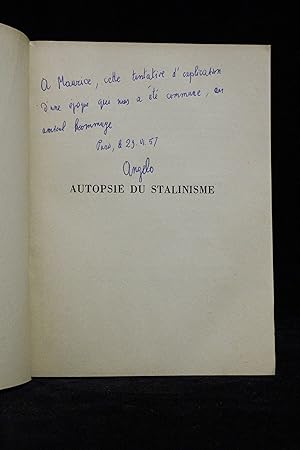 A Maurice, cette tentative d'explication
d'une époque qui nous a été commune, en
amical hommage
Paris, le 29.VI.57
Angelo
AUTOPSIE DU STALINISME